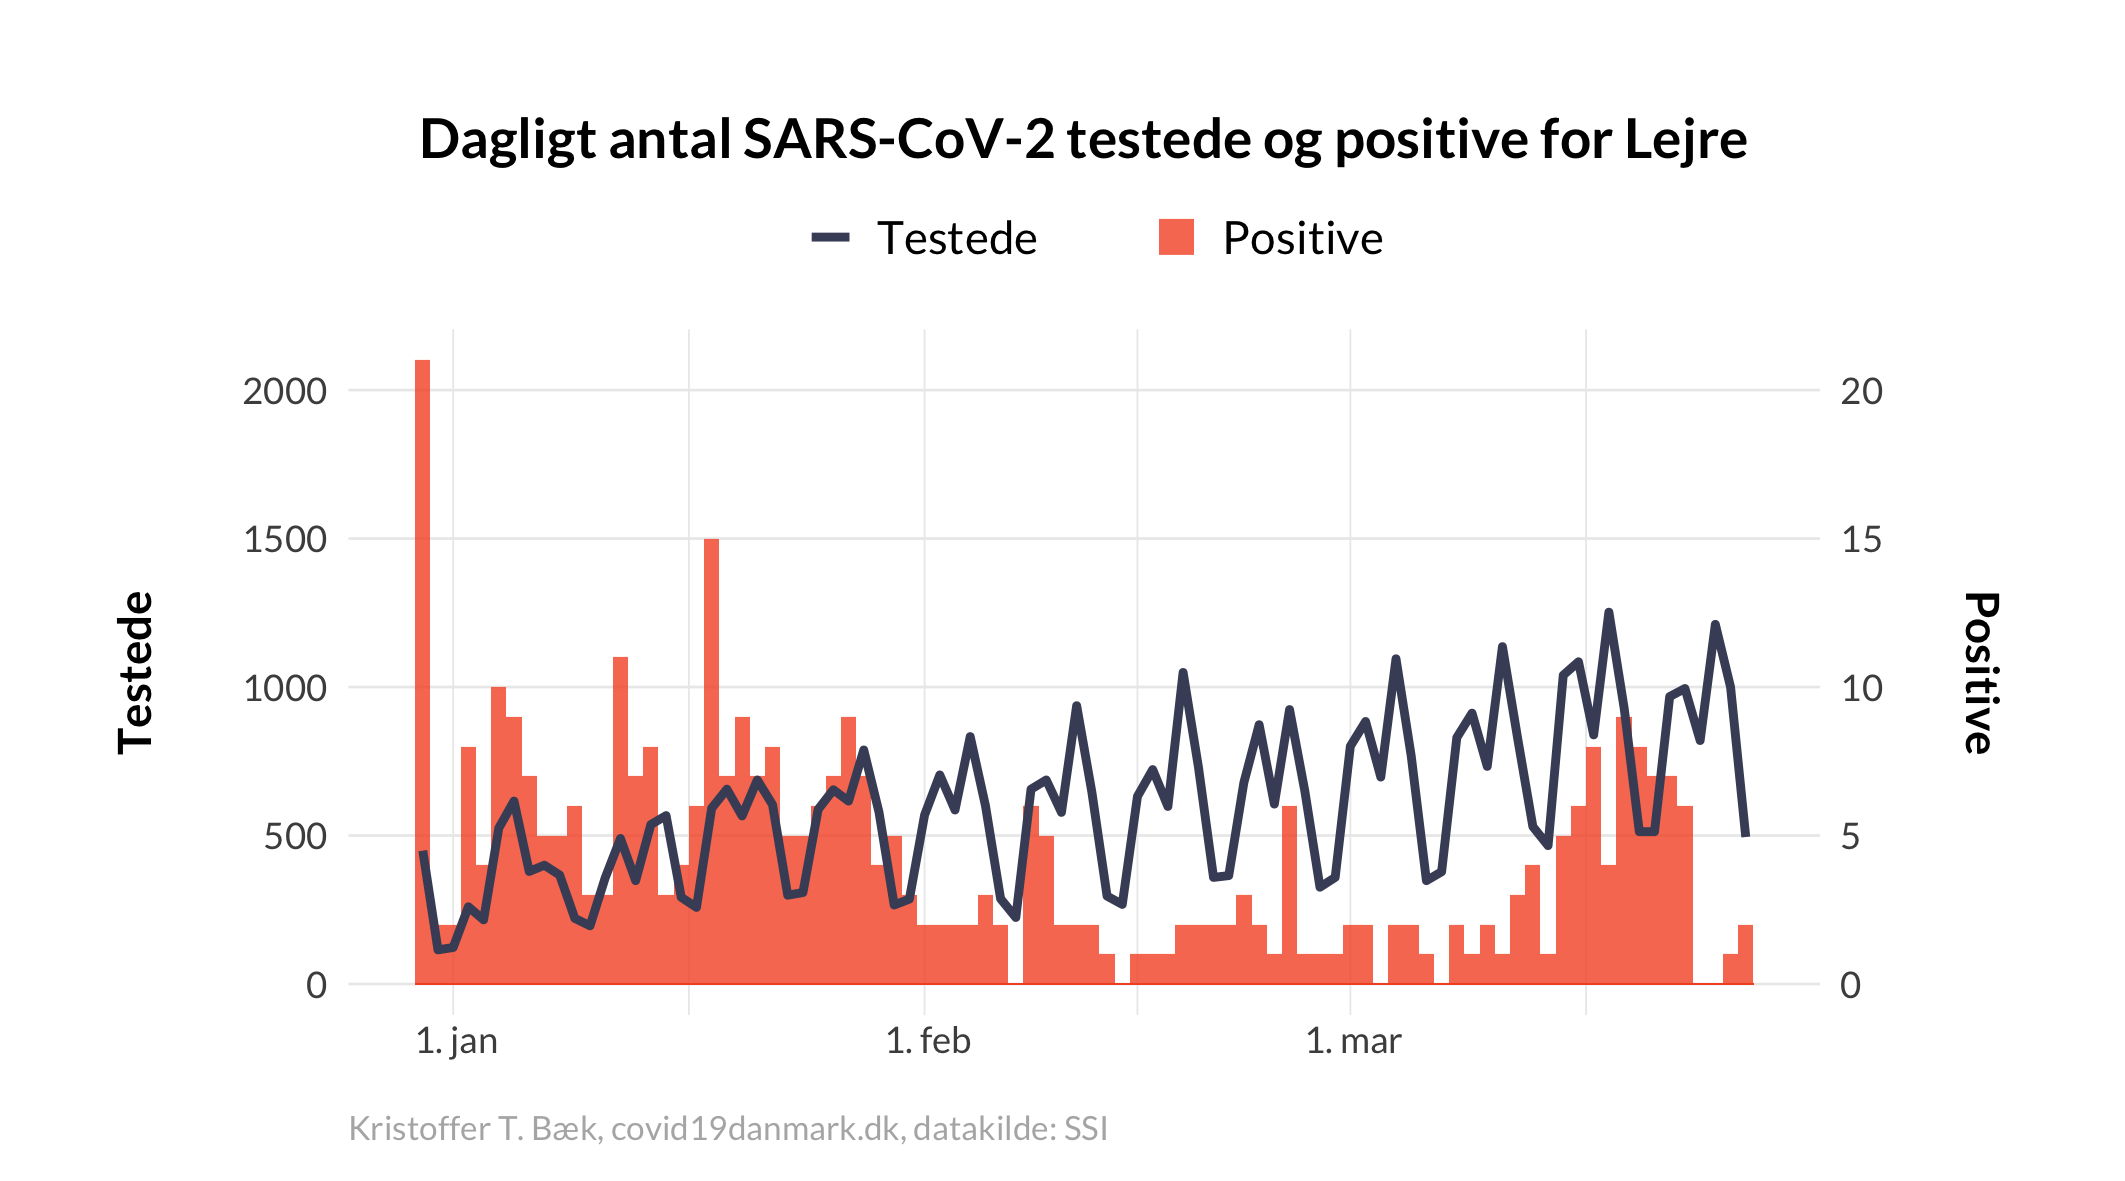 Dagligt antal SARS-CoV-2 testede og positive for Lejre
Testede
Positive
2000
1500
1000
500
0
Testede
20
15
10
5
0
Positive
1. jan
1. feb
1. mar
Kristoffer T. Bæk, covid19danmark.dk, datakilde: SSI